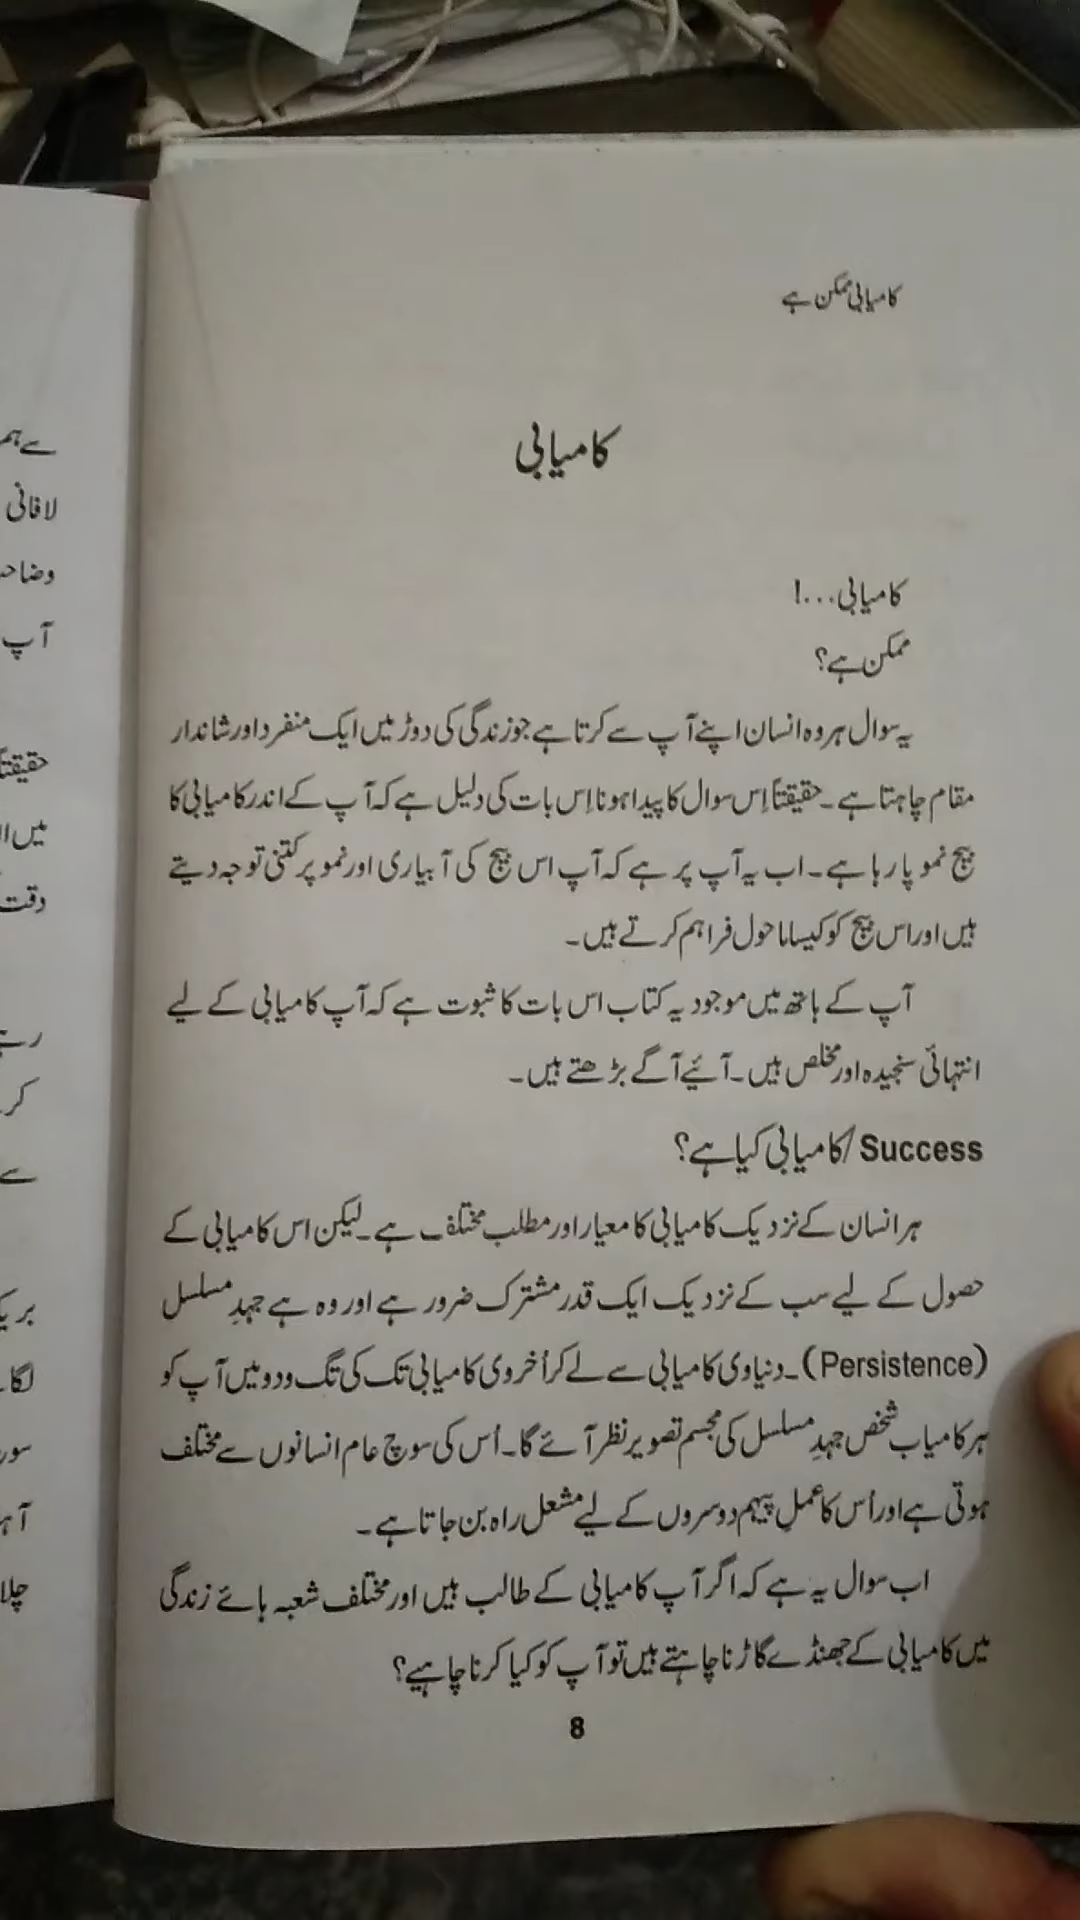 کامیابی ممکن ہے
کامیابی
کامیابی...!
ممکن ہے؟
یہ سوال ہر وہ انسان اپنے آپ سے کرتا ہے جو زندگی کی دوڑ میں ایک منفرد اور شاندار
مقام چاہتا ہے۔ حقیقتاً اِس سوال کا پیدا ہونا اِس بات کی دلیل ہے کہ آپ کے اندر کامیابی کا
بیج نمو پا رہا ہے۔ اب یہ آپ پر ہے کہ آپ اس بیج کی آبیاری اور نمو پر کتنی توجہ دیتے
ہیں اور اس بیج کو کیسا ماحول فراہم کرتے ہیں۔
آپ کے ہاتھ میں موجود یہ کتاب اس بات کا ثبوت ہے کہ آپ کامیابی کے لیے
انتہائی سنجیدہ اور مخلص ہیں۔ آئیے آگے بڑھتے ہیں۔
Success/کامیابی کیا ہے؟
ہر انسان کے نزدیک کامیابی کا معیار اور مطلب مختلف ہے۔ لیکن اس کامیابی کے
حصول کے لیے سب کے نزدیک ایک قدر مشترک ضرور ہے اور وہ ہے جہدِ مسلسل
(Persistence)۔ دنیاوی کامیابی سے لے کر اُخروی کامیابی تک کی تگ و دو میں آپ کو
ہر کامیاب شخص جہدِ مسلسل کی مجسم تصویر نظر آئے گا۔ اُس کی سوچ عام انسانوں سے مختلف
ہوتی ہے اور اُس کا عملِ پیہم دوسروں کے لیے مشعل راہ بن جاتا ہے۔
اب سوال یہ ہے کہ اگر آپ کامیابی کے طالب ہیں اور مختلف شعبہ ہائے زندگی
میں کامیابی کے جھنڈے گاڑنا چاہتے ہیں تو آپ کو کیا کرنا چاہیے؟
8
سے ہم
لافانی
آپ
میں
رہے
کر
سے
لگا